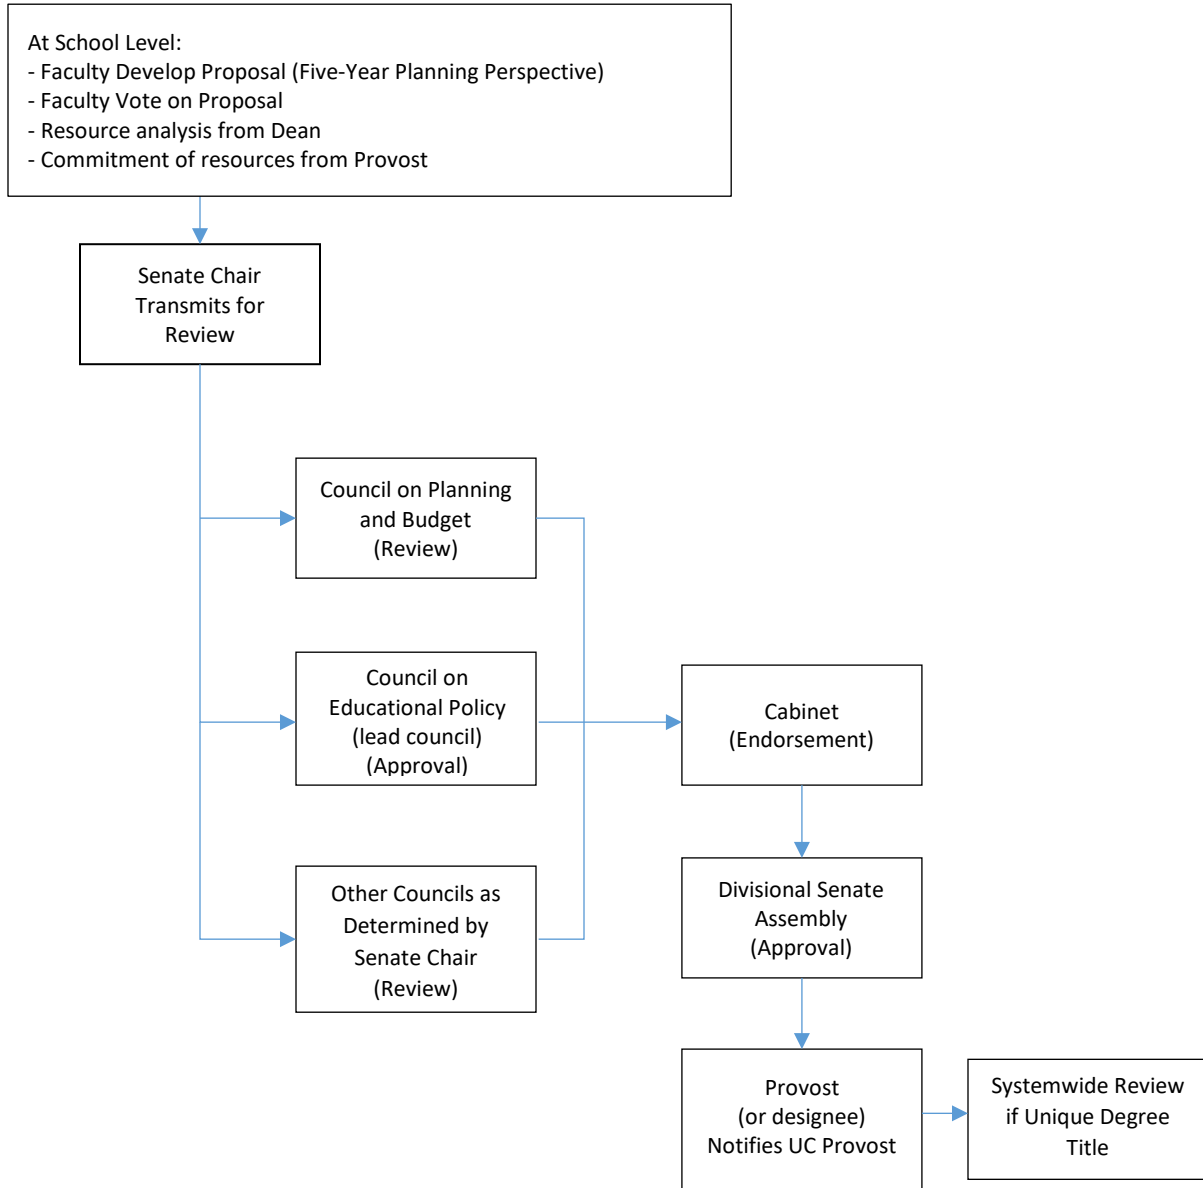 At School Level:
- Faculty Develop Proposal (Five-Year Planning Perspective)
- Faculty Vote on Proposal
- Resource analysis from Dean
- Commitment of resources from Provost
Senate Chair
Transmits for
Review
Council on Planning
and Budget
(Review)
Council on
Educational Policy
(lead council)
(Approval)
Other Councils as
Determined by
Senate Chair
(Review)
Cabinet
(Endorsement)
Divisional Senate
Assembly
(Approval)
Provost
(or designee)
Notifies UC Provost
Systemwide Review
if Unique Degree
Title